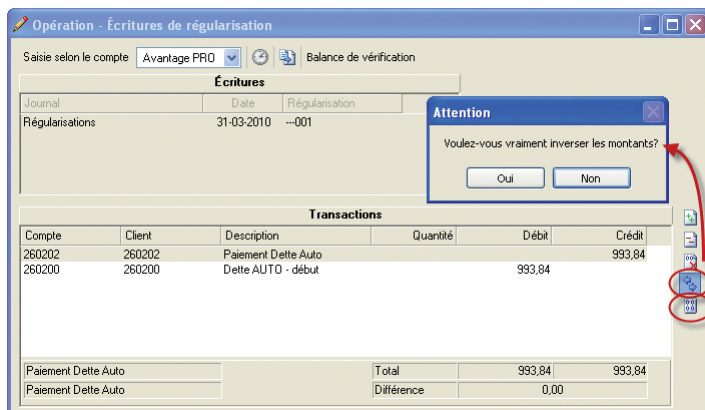 Opération - Écritures de régularisation
Saisie selon le compte Avantage PRO Balance de vérification
Écritures
Journal Date Régularisation
Régularisations 31-03-2010 ---001
Attention
Voulez-vous vraiment inverser les montants?
Oui Non
Transactions
Compte Client Description Quantité Débit Crédit
260202 260202 Paiement Dette Auto 993,84
260200 260200 Dette AUTO - début 993,84
Paiement Dette Auto Total 993,84 993,84
Paiement Dette Auto Différence 0,00